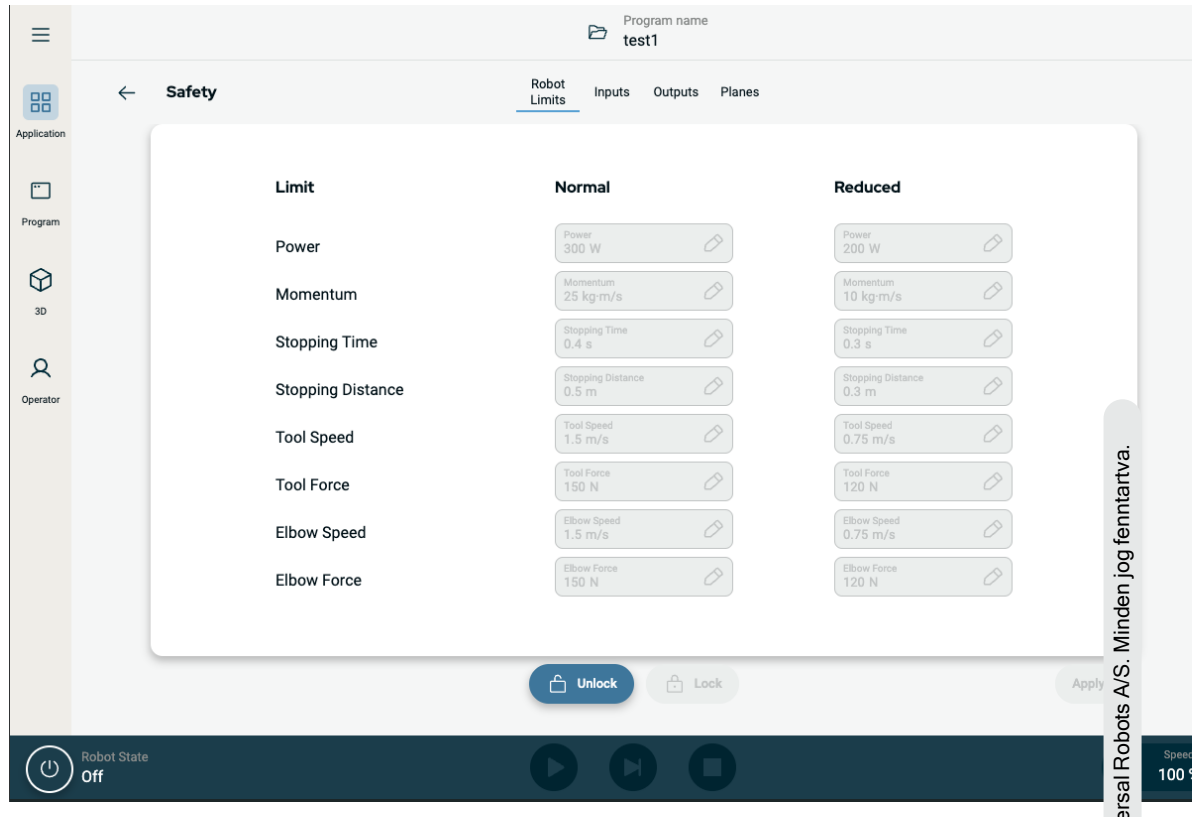 Program name
test1
Safety
Robot
Limits
Inputs
Outputs
Planes
Application
Program
3D
Operator
Limit Normal Reduced
Power
Power
300 W
Power
200 W
Momentum
Momentum
25 kg·m/s
Momentum
10 kg·m/s
Stopping Time
Stopping Time
0.4 s
Stopping Time
0.3 s
Stopping Distance
Stopping Distance
0.5 m
Stopping Distance
0.3 m
Tool Speed
Tool Speed
1.5 m/s
Tool Speed
0.75 m/s
Tool Force
Tool Force
150 N
Tool Force
120 N
Elbow Speed
Elbow Speed
1.5 m/s
Elbow Speed
0.75 m/s
Elbow Force
Elbow Force
150 N
Elbow Force
120 N
Unlock
Lock
Apply
Robot State
Off
Speed
100 %
Robots A/S. Minden jog fenntartva.